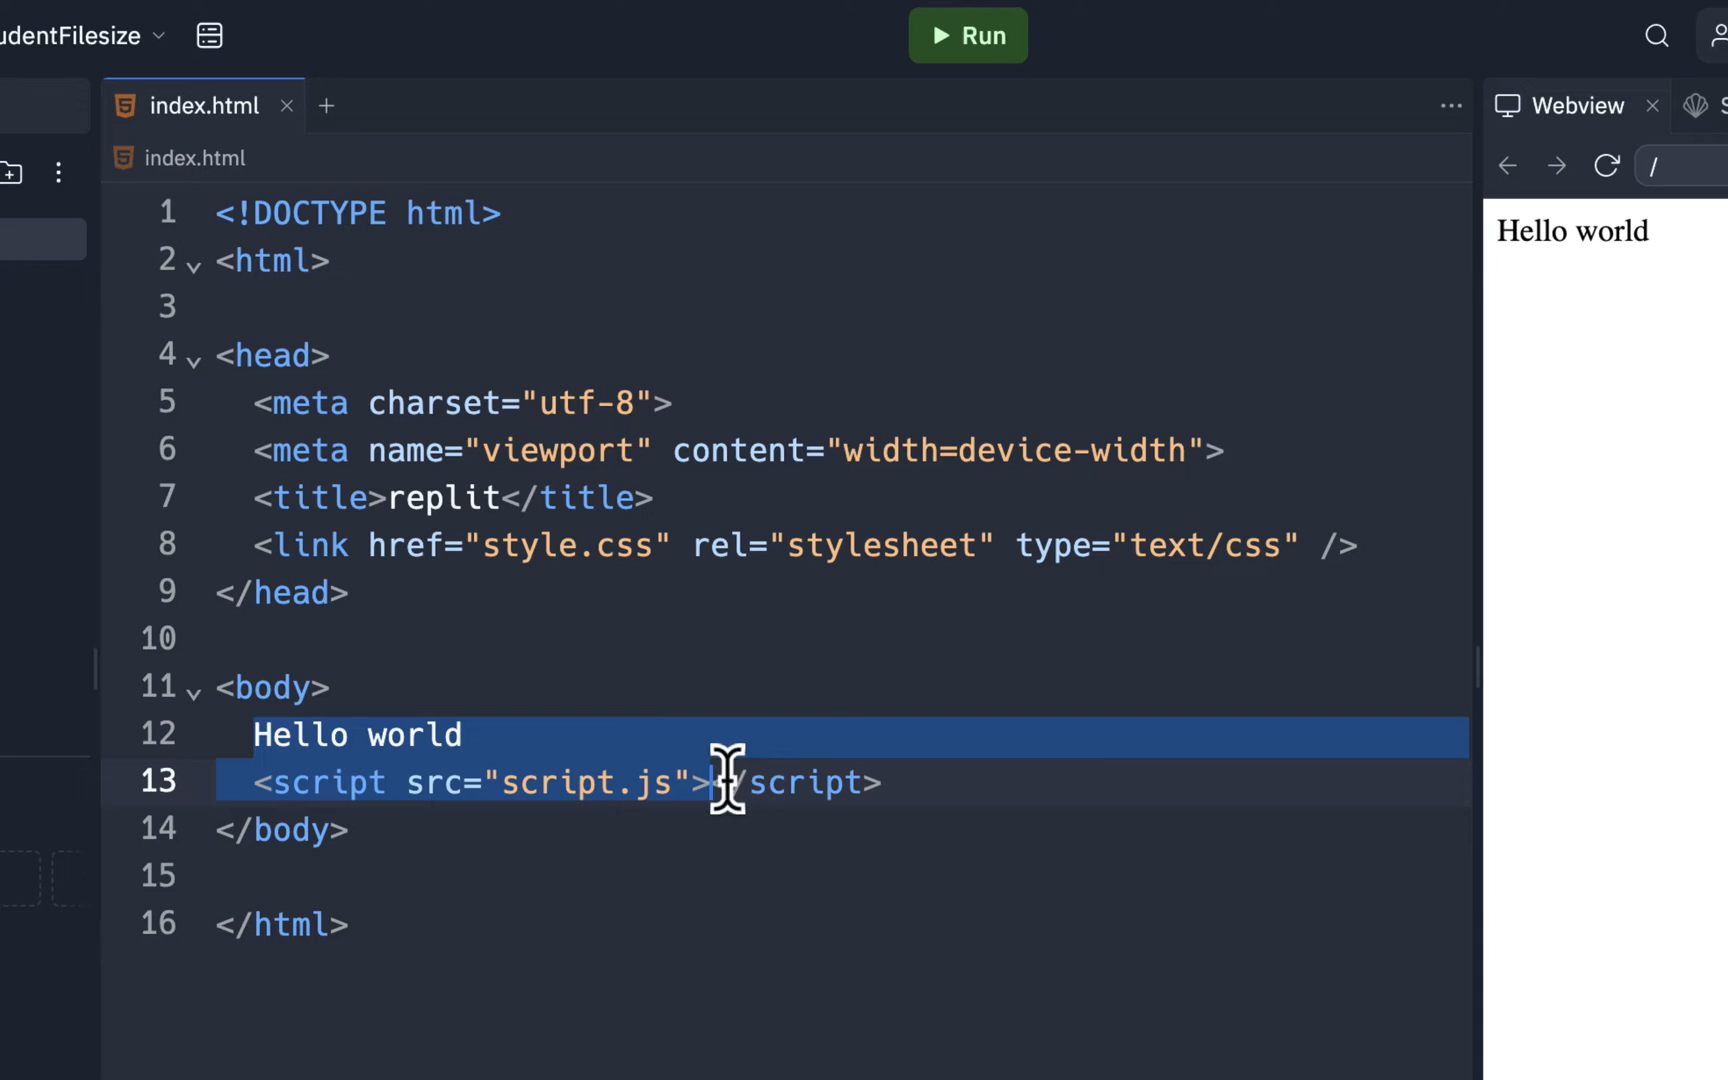 udentFilesize
Run
index.html
Webview
index.html
/
1 <!DOCTYPE html>
2 <html>
3
4 <head>
5   <meta charset="utf-8">
6   <meta name="viewport" content="width=device-width">
7   <title>replit</title>
8   <link href="style.css" rel="stylesheet" type="text/css" />
9 </head>
10
11 <body>
12   Hello world
13   <script src="script.js"></script>
14 </body>
15
16 </html>
Hello world